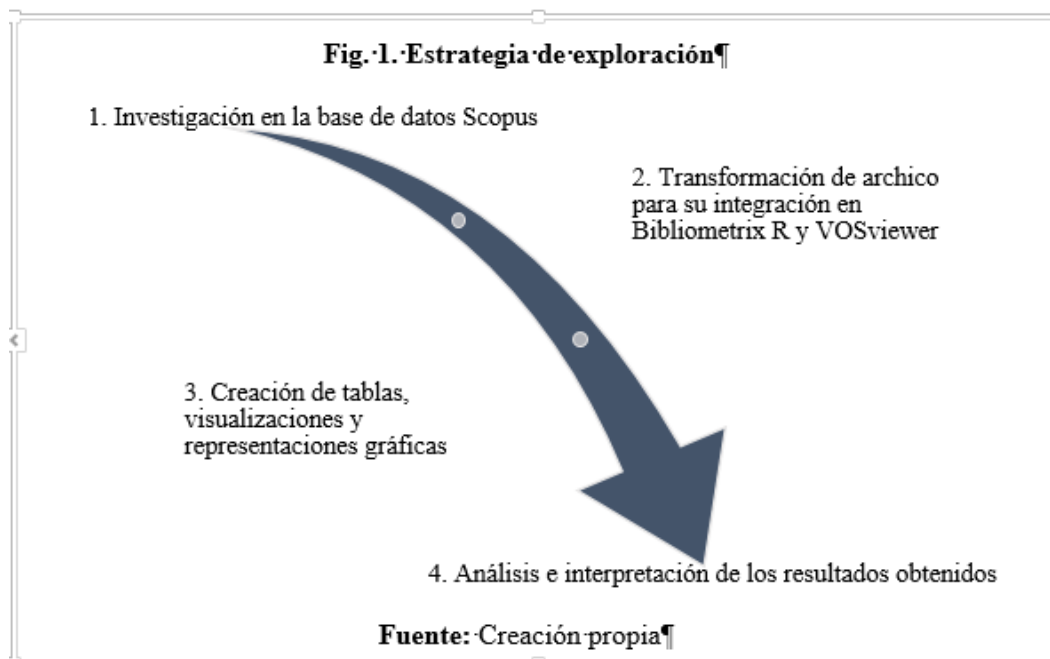 Fig. 1. Estrategia de exploración¶
1. Investigación en la base de datos Scopus
2. Transformación de archico
para su integración en
Bibliometrix R y VOSviewer
3. Creación de tablas,
visualizaciones y
representaciones gráficas
4. Análisis e interpretación de los resultados obtenidos
Fuente: Creación propia¶